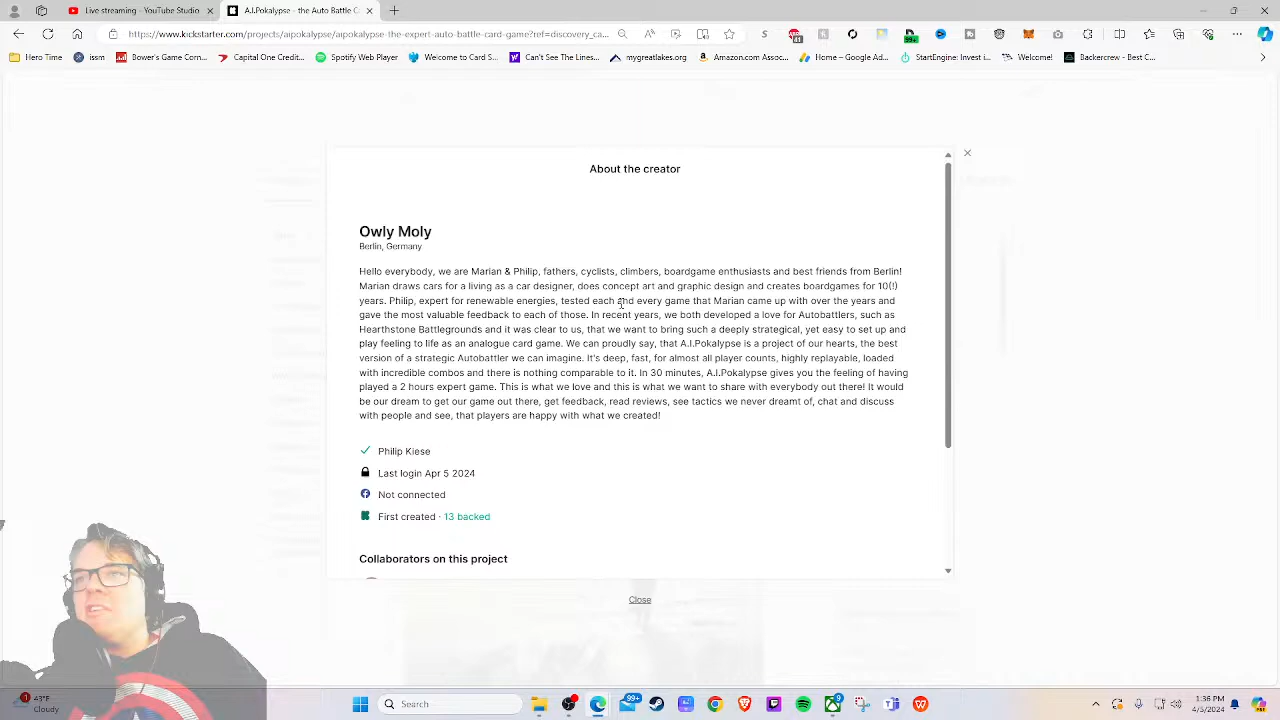 Live streaming - YouTube Studio
A.I.Pokalypse - the Auto Battle C
https://www.kickstarter.com/projects/aipokalypse/aipokalypse-the-expert-auto-battle-card-game?ref=discovery_ca...
Hero Time
issih
Bower's Game Corn...
Capital One Credit...
Spotify Web Player
Welcome to Card S...
Can't See The Lines...
mygreatlakes.org
Amazon.com Assoc...
Home – Google Ad...
StartEngine: Invest i...
Welcome!
Backercrew - Best C...
About the creator
Owly Moly
Berlin, Germany
Hello everybody, we are Marian & Philip, fathers, cyclists, climbers, boardgame enthusiasts and best friends from Berlin!
Marian draws cars for a living as a car designer, does concept art and graphic design and creates boardgames for 10(!)
years. Philip, expert for renewable energies, tested each and every game that Marian came up with over the years and
gave the most valuable feedback to each of those. In recent years, we both developed a love for Autobattlers, such as
Hearthstone Battlegrounds and it was clear to us, that we want to bring such a deeply strategical, yet easy to set up and
play feeling to life as an analogue card game. We can proudly say, that A.I.Pokalypse is a project of our hearts, the best
version of a strategic Autobattler we can imagine. It's deep, fast, for almost all player counts, highly replayable, loaded
with incredible combos and there is nothing comparable to it. In 30 minutes, A.I.Pokalypse gives you the feeling of having
played a 2 hours expert game. This is what we love and this is what we want to share with everybody out there! It would
be our dream to get our game out there, get feedback, read reviews, see tactics we never dreamt of, chat and discuss
with people and see, that players are happy with what we created!
Philip Kiese
Last login Apr 5 2024
Not connected
First created · 13 backed
Collaborators on this project
Close
43°F
Cloudy
Search
99+
1:36 PM
4/5/2024